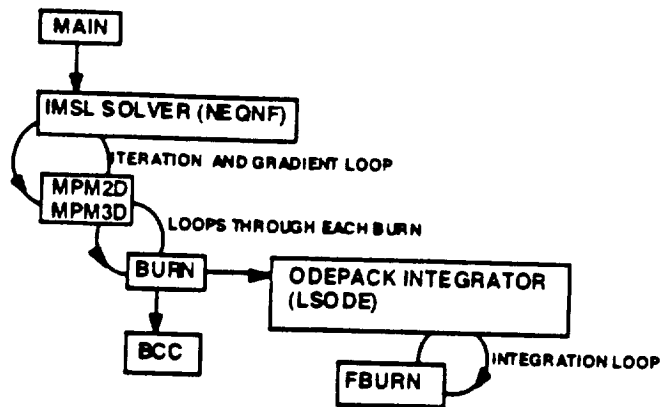 MAIN
IMSL SOLVER (NEQNF)
ITERATION AND GRADIENT LOOP
MPM2D
MPM3D
LOOPS THROUGH EACH BURN
BURN
ODEPACK INTEGRATOR
(LSODE)
BCC
INTEGRATION LOOP
FBURN